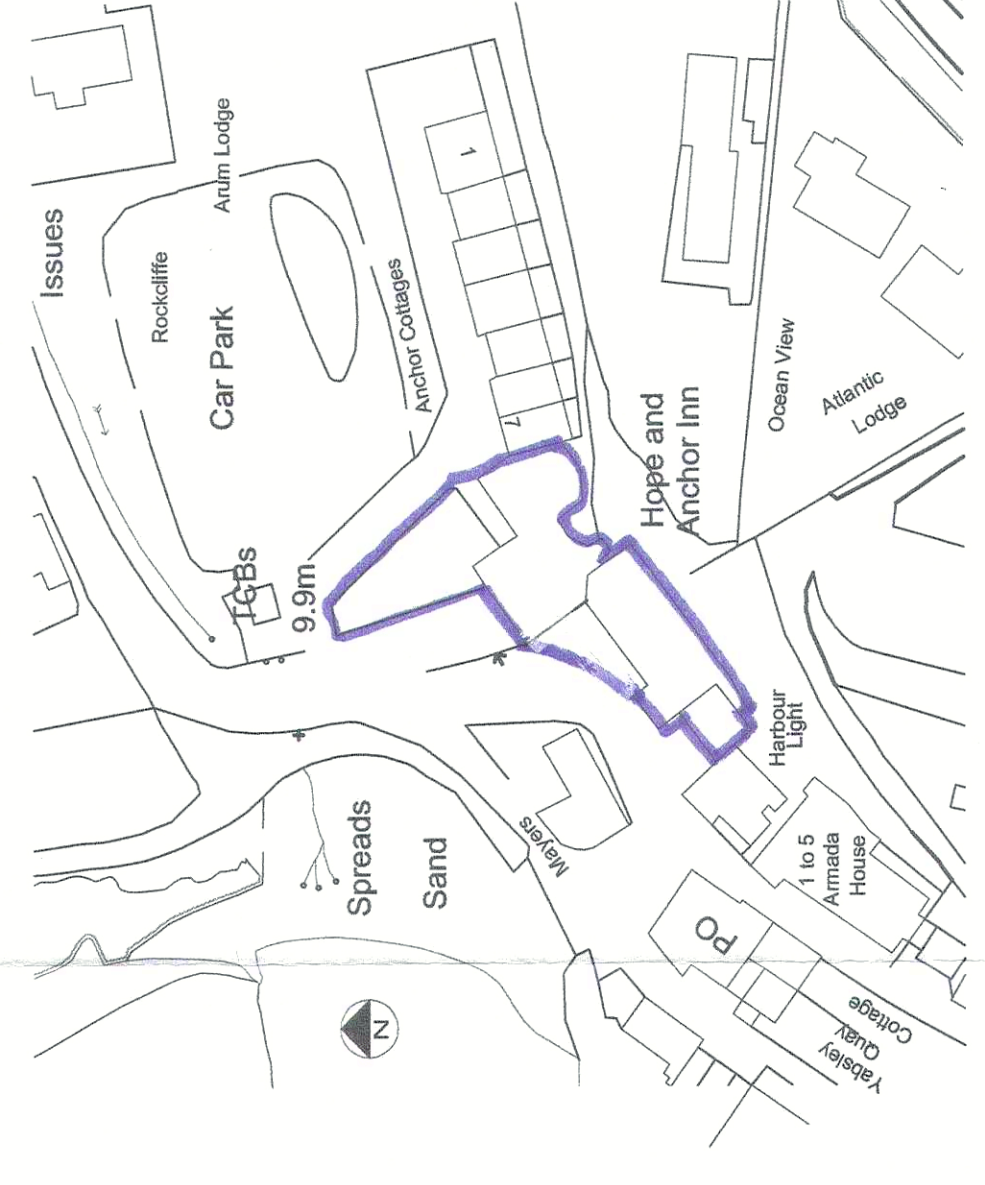 Issues
Rockcliffe
Arum Lodge
Car Park
1
Anchor Cottages
7
TCBs
9.9m
Hope and
Anchor Inn
Ocean View
Atlantic
Lodge
Harbour
Light
Mayers
Spreads
Sand
1 to 5
Armada
House
PO
N
Yabsley
Quay
Cottage